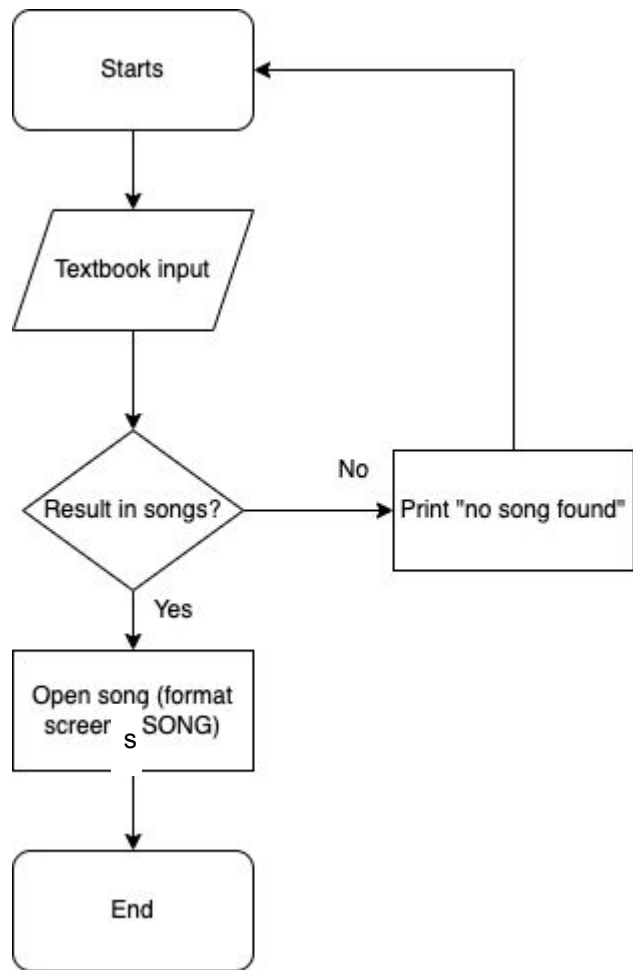 Starts
Textbook input
Result in songs?
No
Print "no song found"
Yes
Open song (format
SONG)
s
End